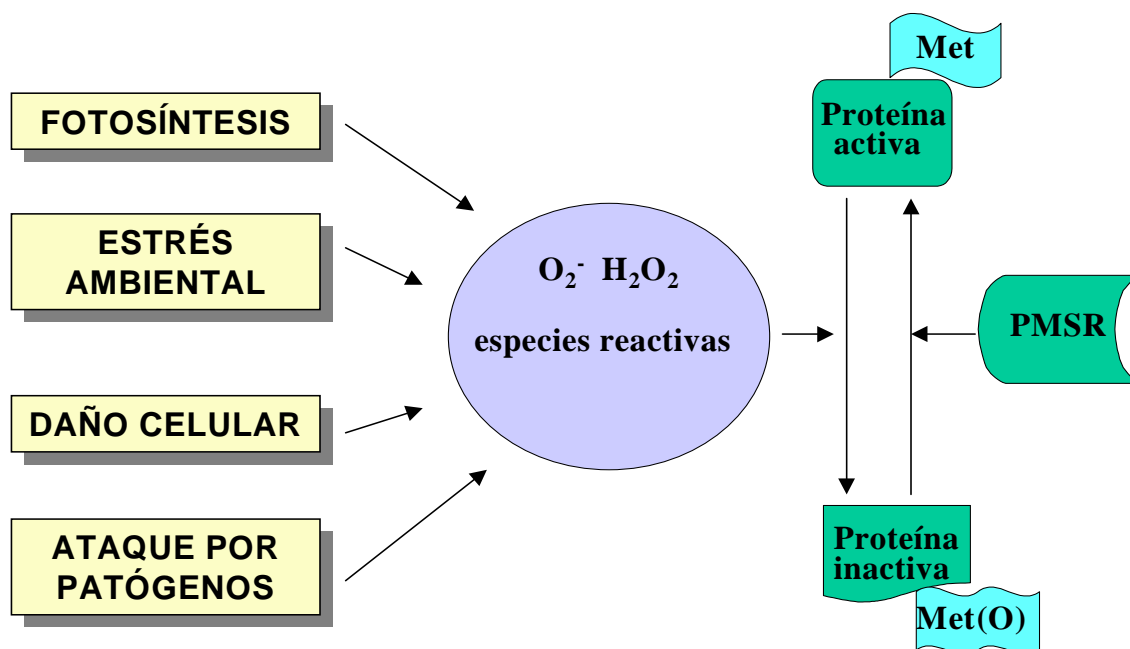 FOTOSÍNTESIS
ESTRÉS
AMBIENTAL
DAÑO CELULAR
ATAQUE POR
PATÓGENOS
O₂⁻ H₂O₂
especies reactivas
Met
Proteína
activa
PMSR
Proteína
inactiva
Met(O)